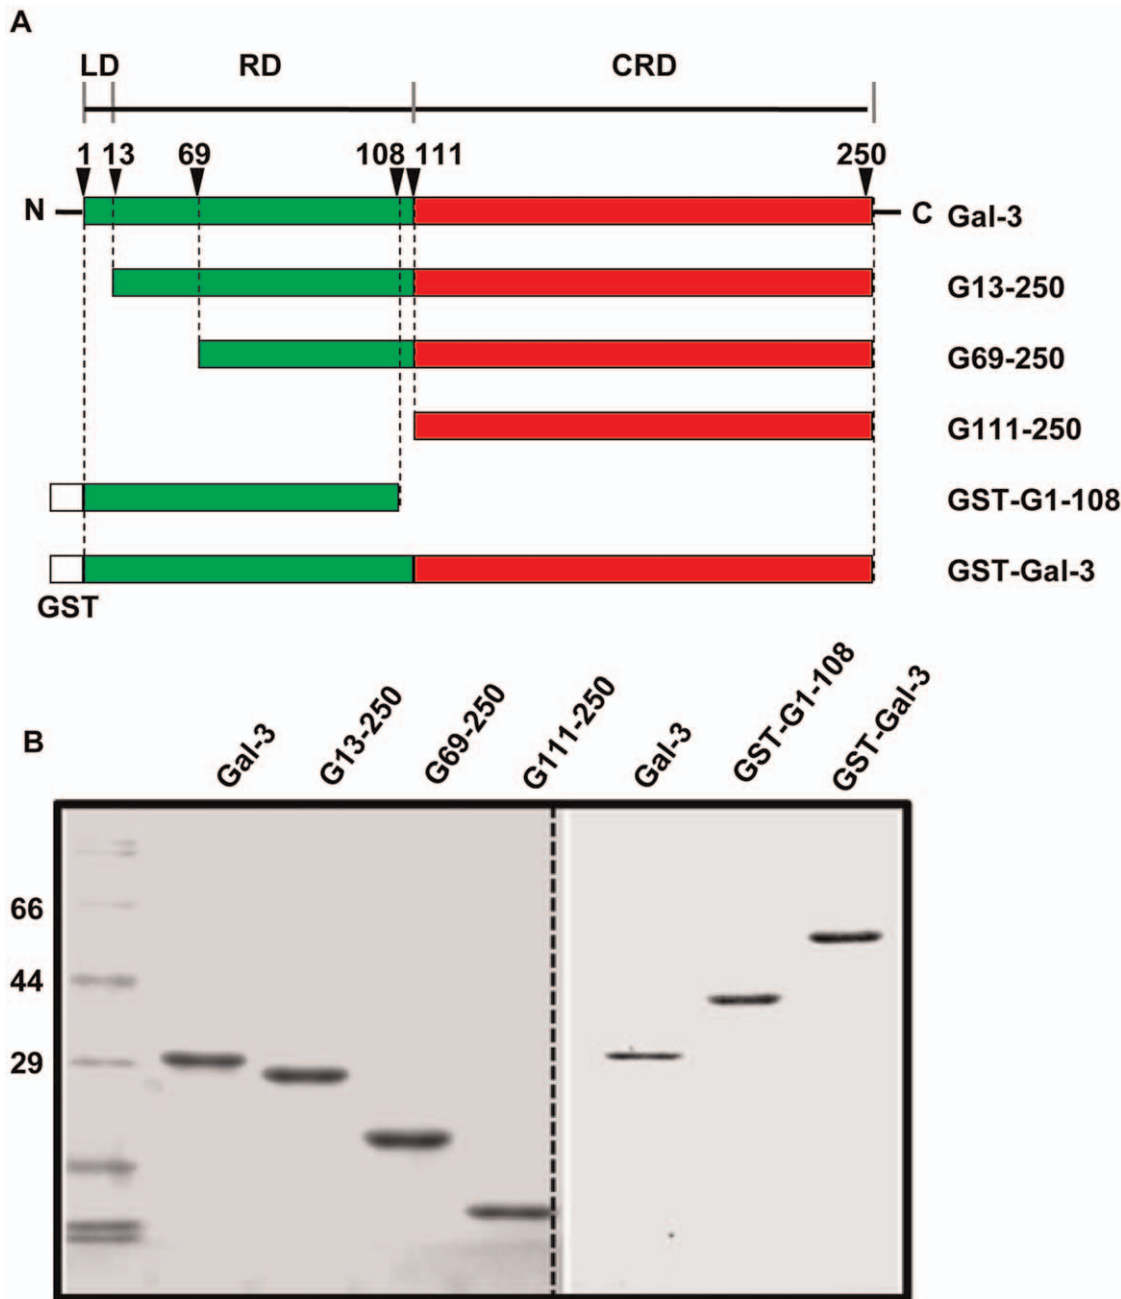 A
LD RD CRD
1 13 69 108 111 250
N C Gal-3
G13-250
G69-250
G111-250
GST-G1-108
GST-Gal-3
GST
B
Gal-3 G13-250 G69-250 G111-250 Gal-3 GST-G1-108 GST-Gal-3
66
44
29